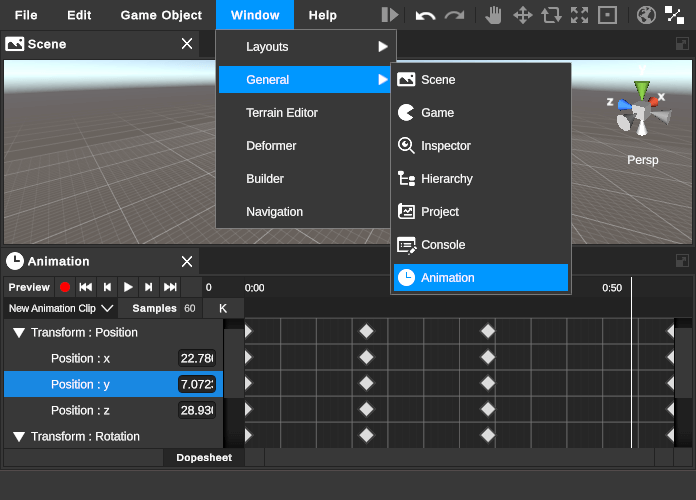 File Edit Game Object Window Help
Scene
Layouts
General
Terrain Editor
Deformer
Builder
Navigation
Scene
Game
Inspector
Hierarchy
Project
Console
Animation
z x
Persp
Animation
Preview 0 0:00 0:50
New Animation Clip Samples 60 K
Transform : Position
Position : x 22.78
Position : y 7.072
Position : z 28.93
Transform : Rotation
Dopesheet